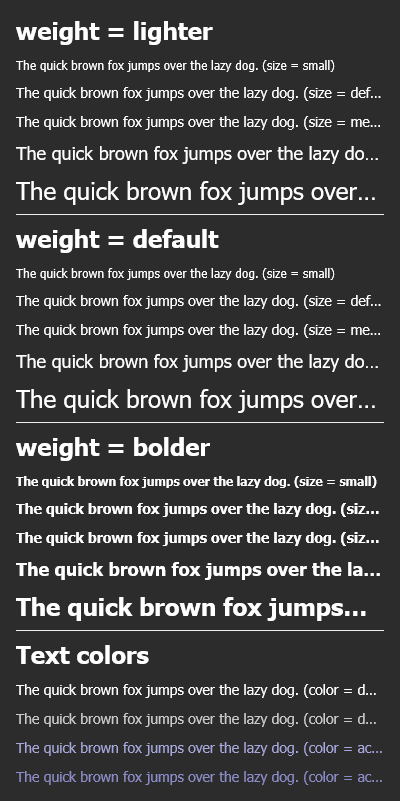 weight = lighter
The quick brown fox jumps over the lazy dog. (size = small)
The quick brown fox jumps over the lazy dog. (size = def...
The quick brown fox jumps over the lazy dog. (size = me...
The quick brown fox jumps over the lazy do...
The quick brown fox jumps over...
weight = default
The quick brown fox jumps over the lazy dog. (size = small)
The quick brown fox jumps over the lazy dog. (size = def...
The quick brown fox jumps over the lazy dog. (size = me...
The quick brown fox jumps over the lazy do...
The quick brown fox jumps over...
weight = bolder
The quick brown fox jumps over the lazy dog. (size = small)
The quick brown fox jumps over the lazy dog. (siz...
The quick brown fox jumps over the lazy dog. (siz...
The quick brown fox jumps over the la...
The quick brown fox jumps...
Text colors
The quick brown fox jumps over the lazy dog. (color = d...
The quick brown fox jumps over the lazy dog. (color = d...
The quick brown fox jumps over the lazy dog. (color = ac...
The quick brown fox jumps over the lazy dog. (color = ac...